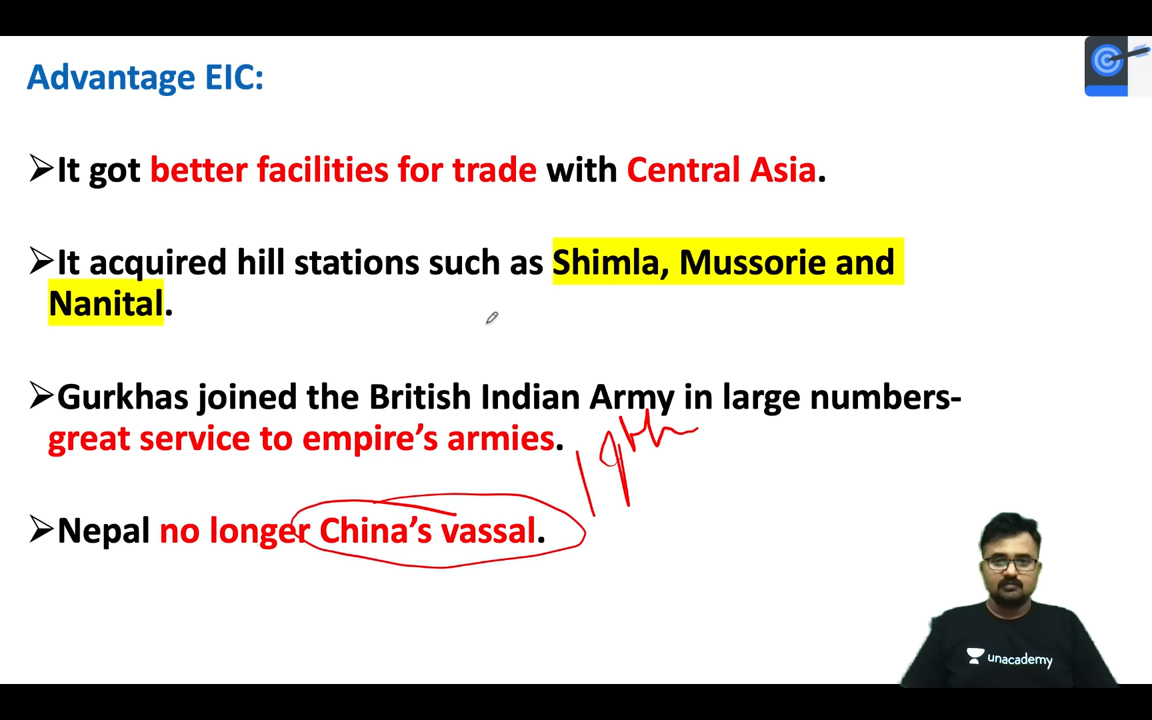 Advantage EIC:
➢It got better facilities for trade with Central Asia.
➢It acquired hill stations such as Shimla, Mussorie and
Nanital.
➢Gurkhas joined the British Indian Army in large numbers-
great service to empire’s armies.
➢Nepal no longer China’s vassal.
unacademy